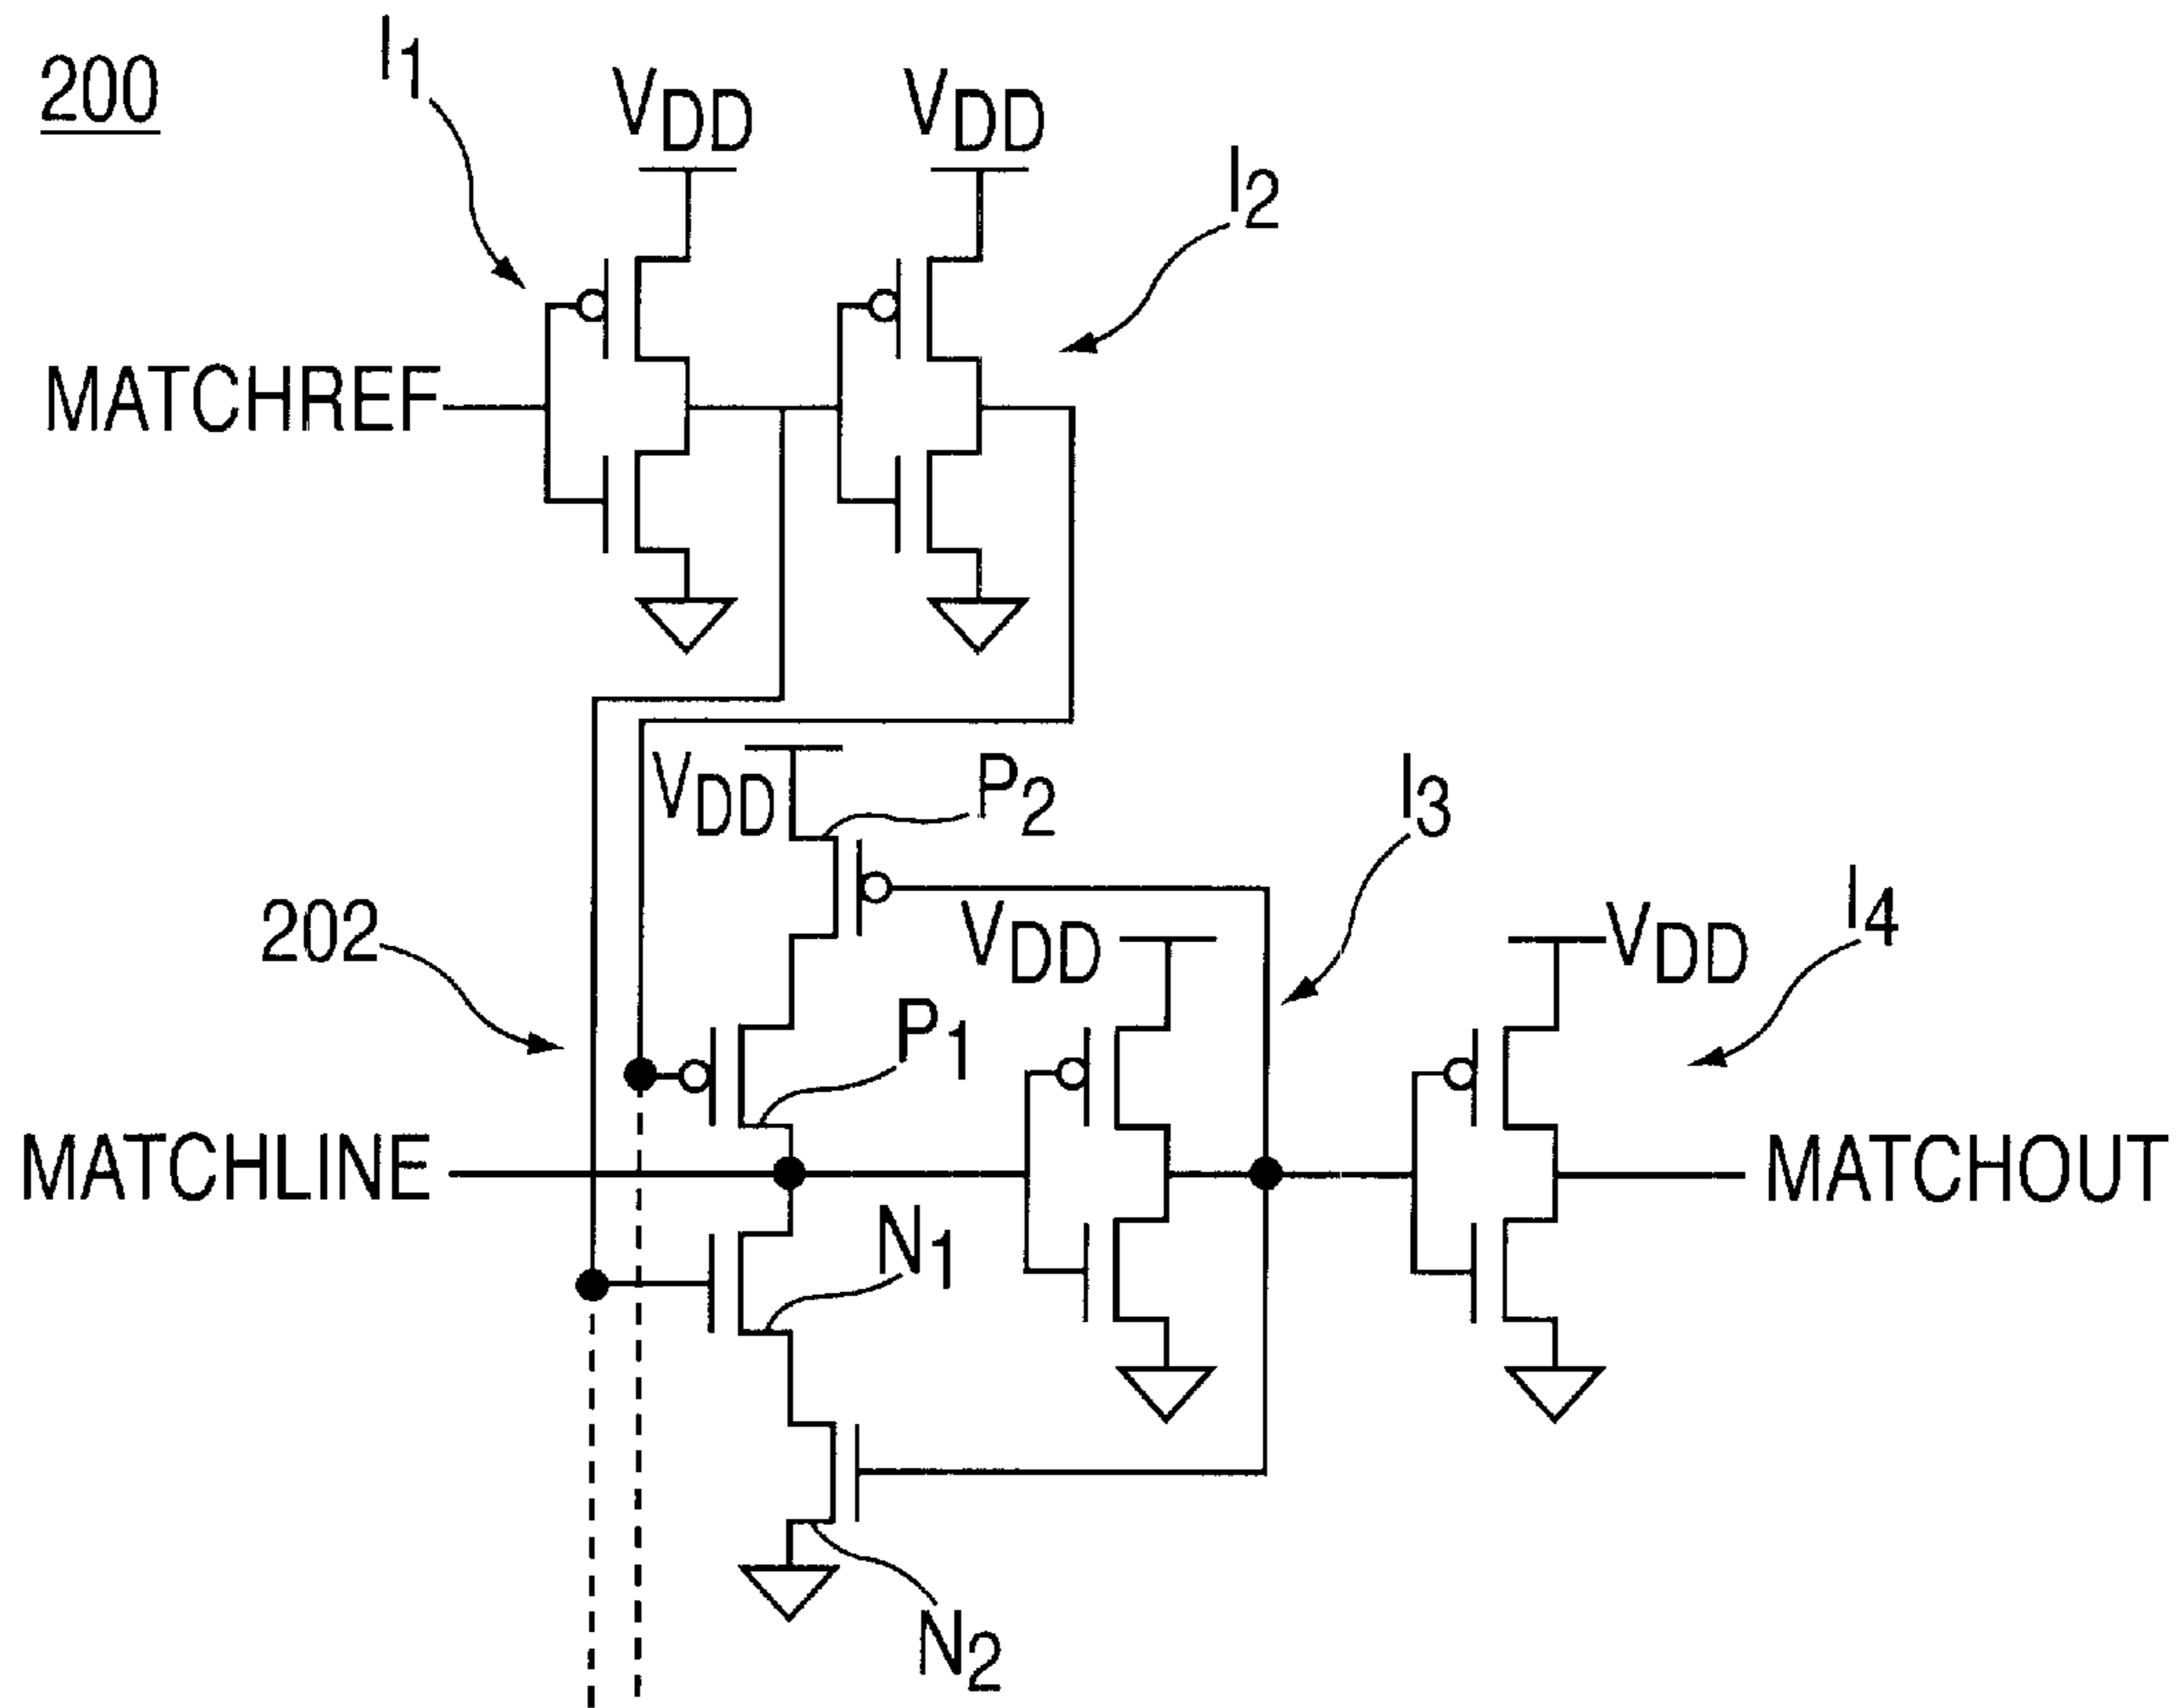 200
I1
VDD
VDD
I2
MATCHREF
VDD
P2
I3
202
VDD
VDD
I4
P1
MATCHLINE
MATCHOUT
N1
N2